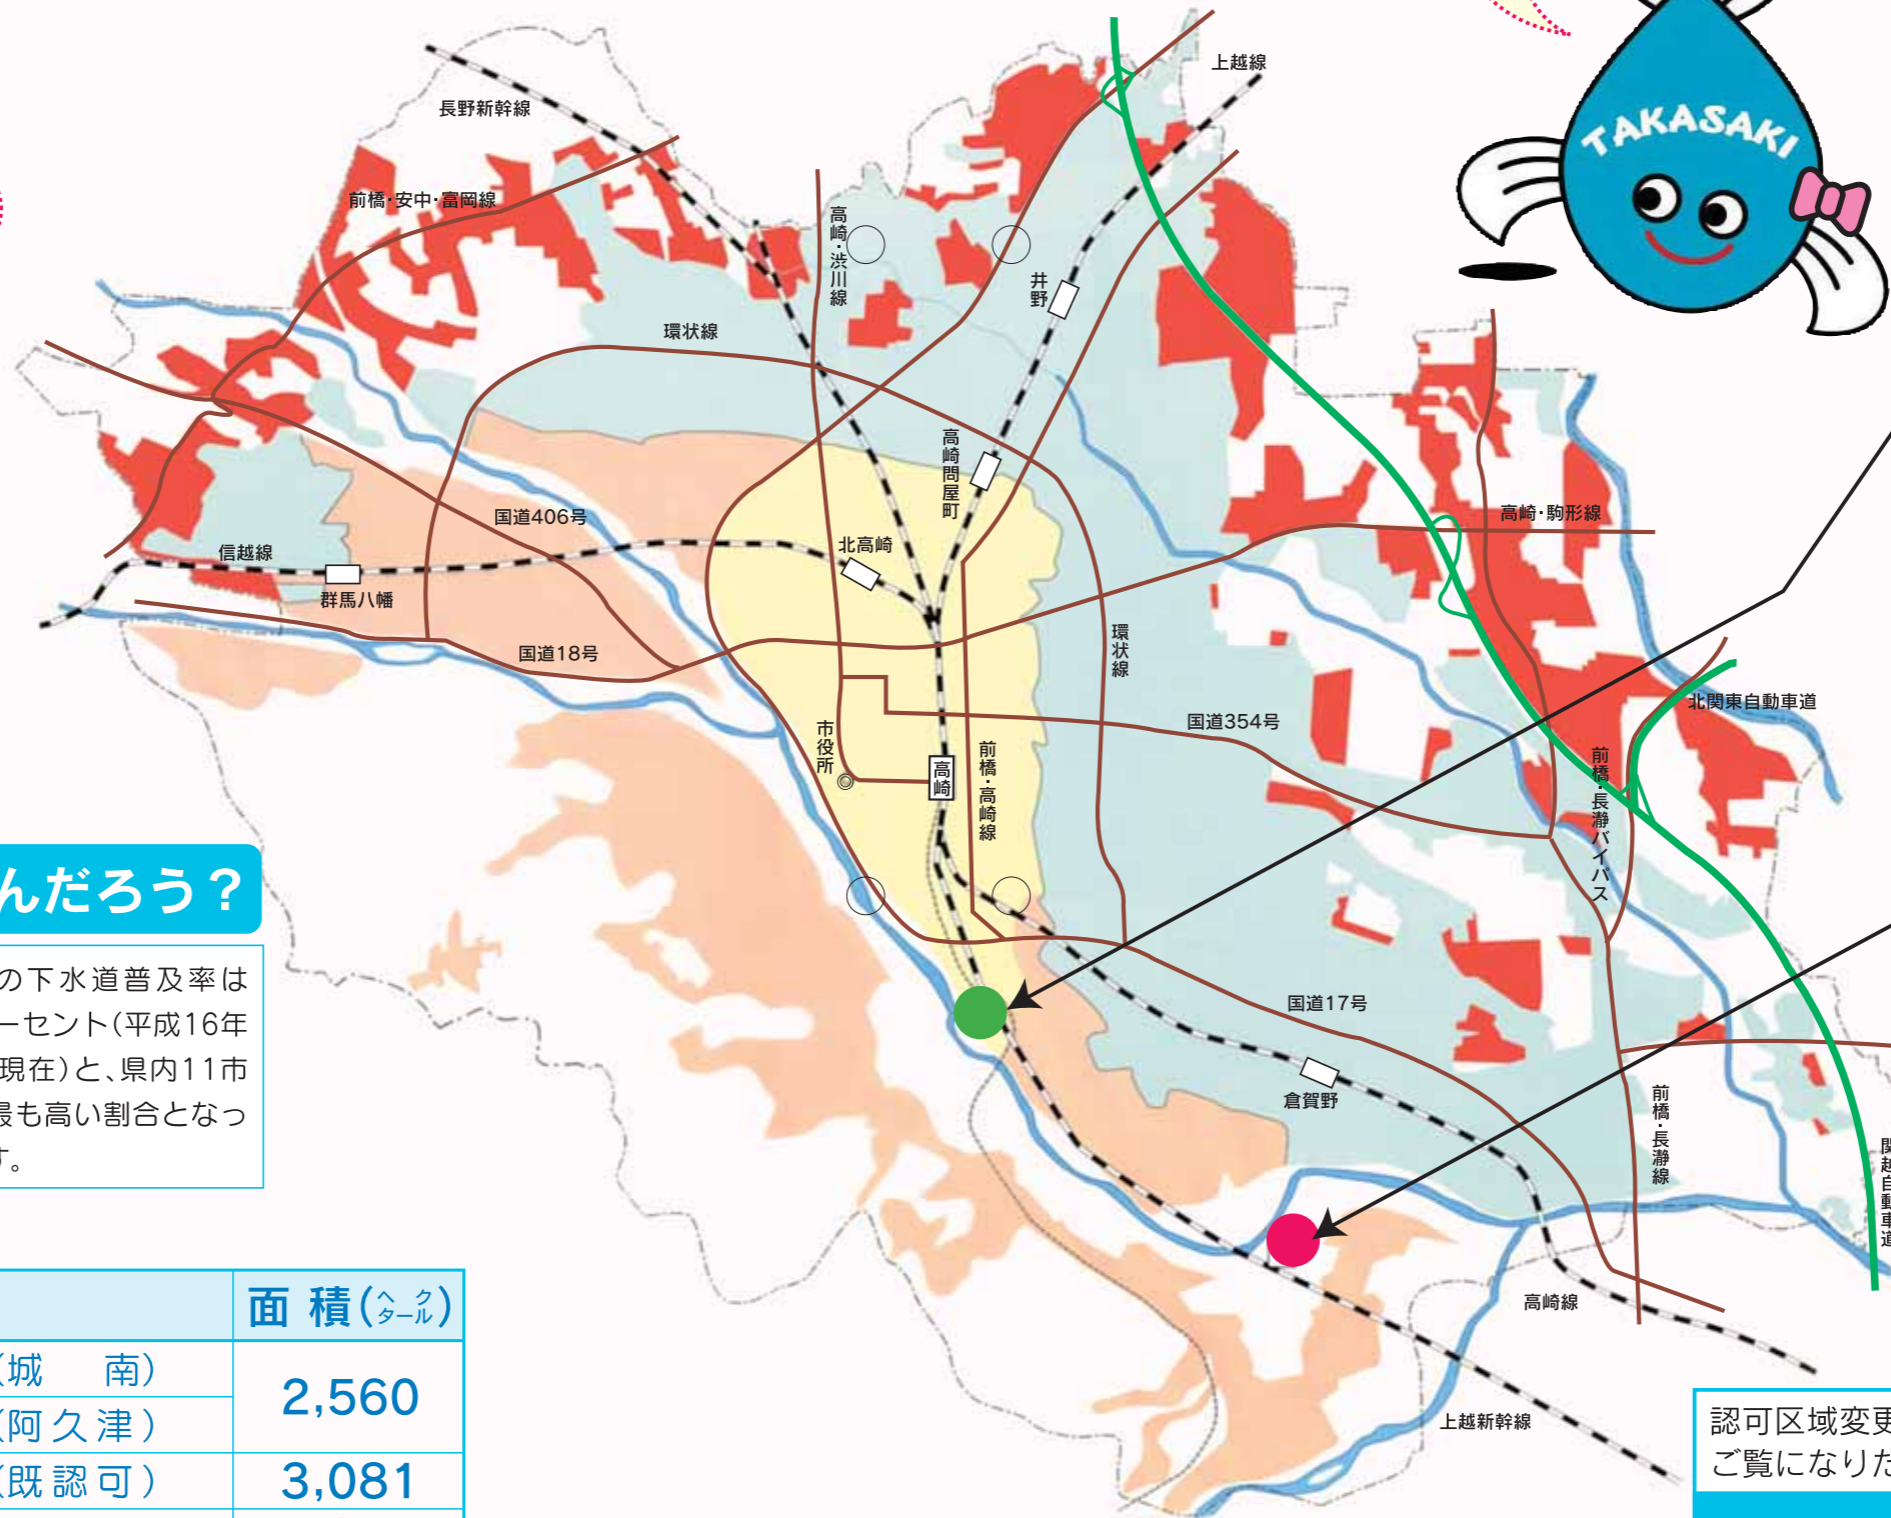 TAKASAKI
上越線
長野新幹線
前橋・安中・富岡線
高崎・渋川線
井野
環状線
高崎問屋町
国道406号
高崎・駒形線
北高崎
信越線
群馬八幡
環状線
国道18号
北関東自動車道
国道354号
市役所
高崎
前橋・高崎線
前橋・長瀞バイパス
んだろう?
の下水道普及率は
ーセント(平成16年
現在)と、県内11市
最も高い割合となっ
す。
国道17号
倉賀野
前橋・長瀞線
関越自動車道
高崎線
上越新幹線
面積(ヘクタール)
(城 南)
2,560
(阿久津)
(既認可)
3,081
認可区域変更
ご覧になりた